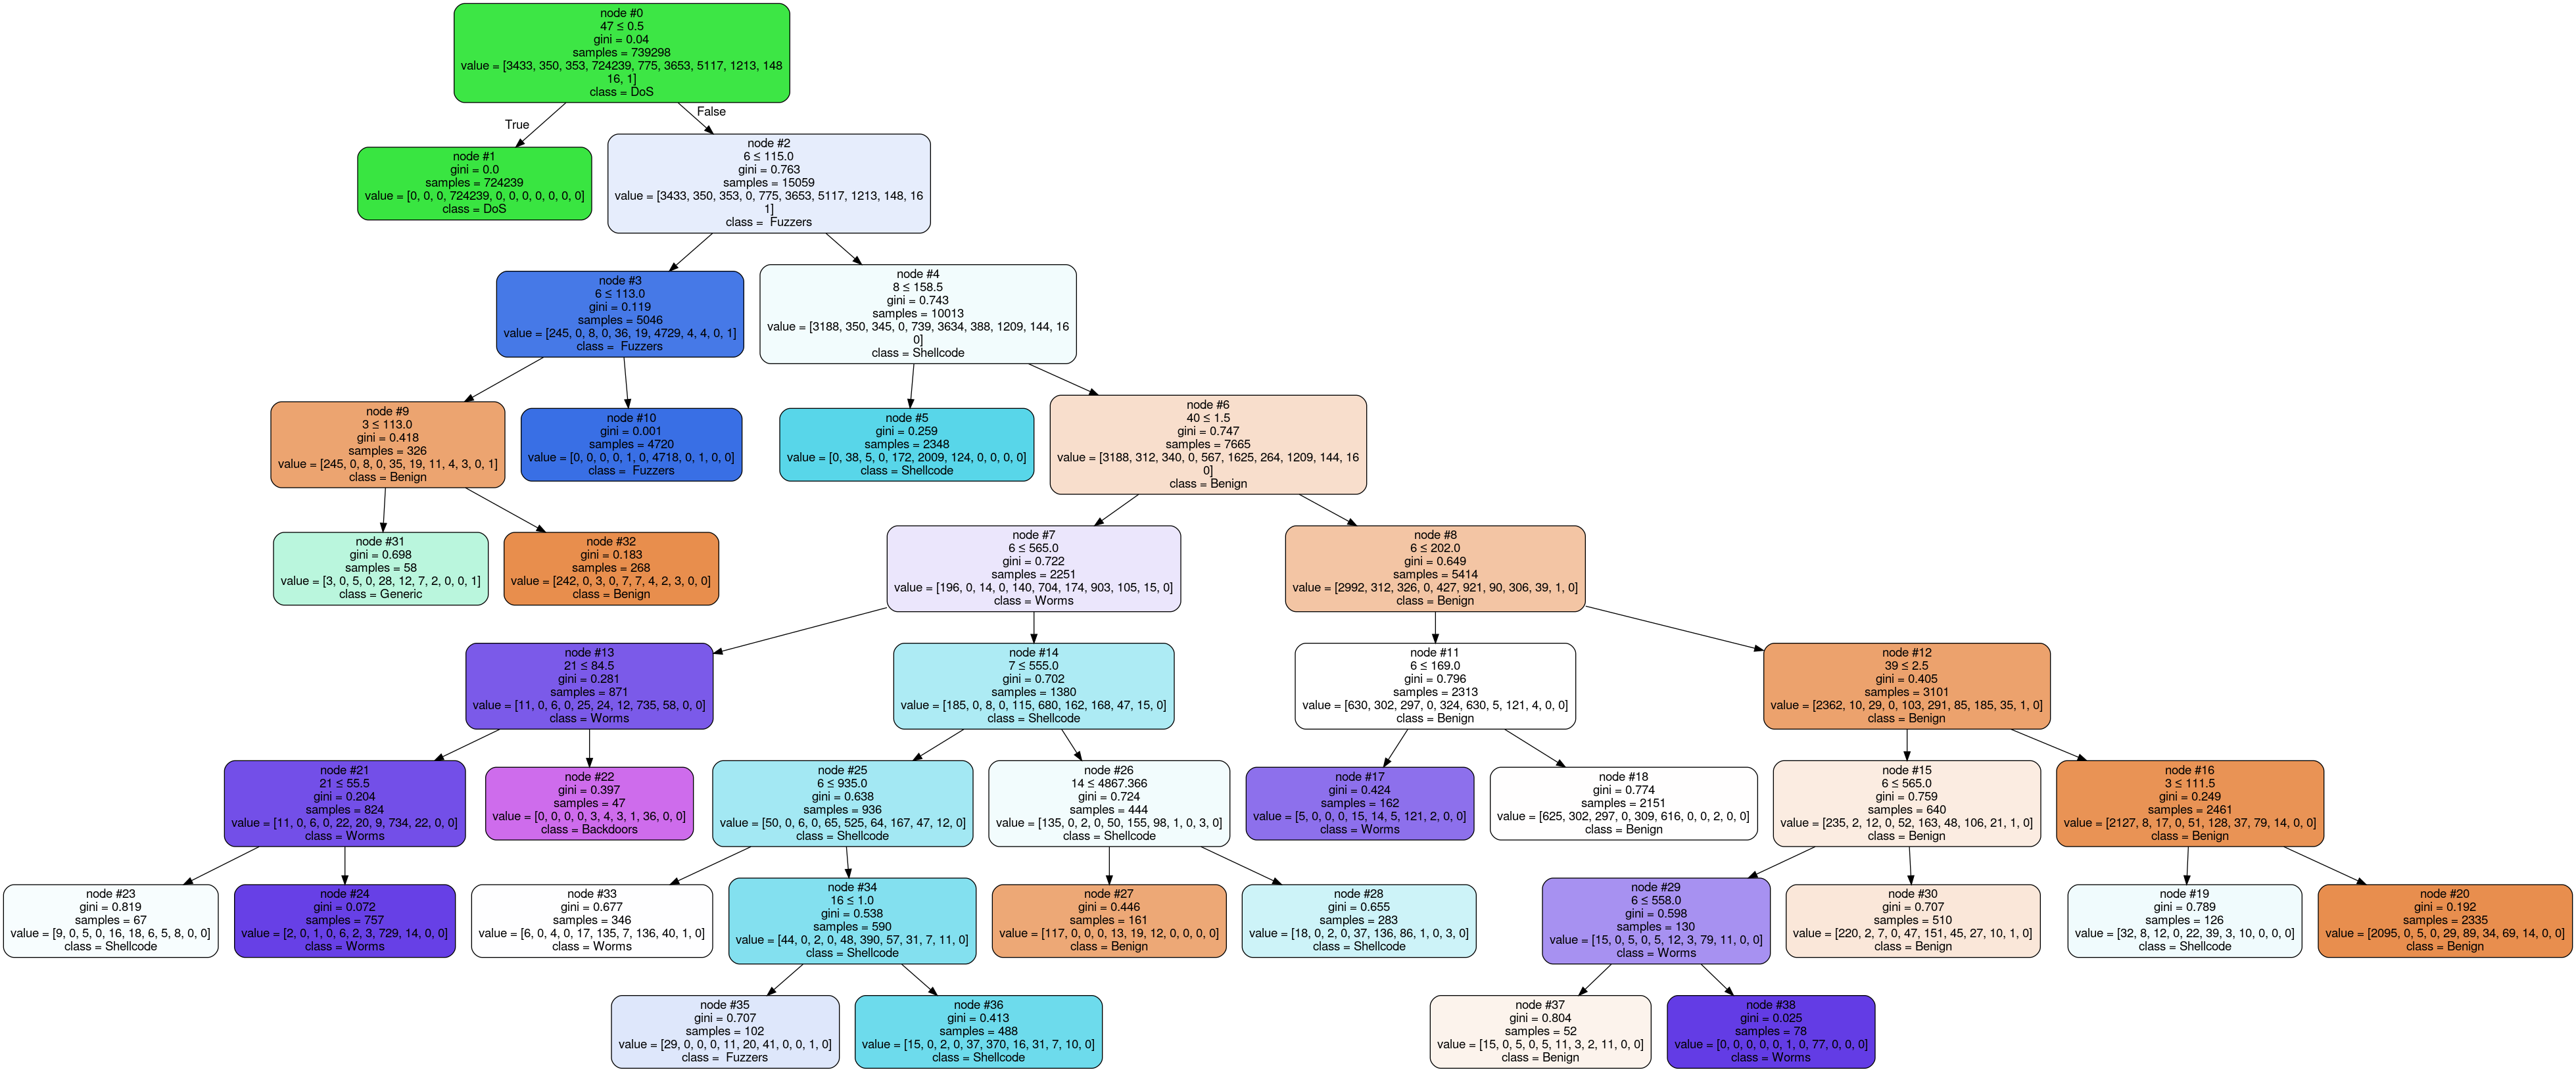 node #0
47 ≤ 0.5
gini = 0.04
samples = 739298
value = [3433, 350, 353, 724239, 775, 3653, 5117, 1213, 148
16, 1]
class = DoS
True
False
node #1
gini = 0.0
samples = 724239
value = [0, 0, 0, 724239, 0, 0, 0, 0, 0, 0, 0]
class = DoS
node #2
6 ≤ 115.0
gini = 0.763
samples = 15059
value = [3433, 350, 353, 0, 775, 3653, 5117, 1213, 148, 16
1]
class =  Fuzzers
node #3
6 ≤ 113.0
gini = 0.119
samples = 5046
value = [245, 0, 8, 0, 36, 19, 4729, 4, 4, 0, 1]
class =  Fuzzers
node #4
8 ≤ 158.5
gini = 0.743
samples = 10013
value = [3188, 350, 345, 0, 739, 3634, 388, 1209, 144, 16
0]
class = Shellcode
node #9
3 ≤ 113.0
gini = 0.418
samples = 326
value = [245, 0, 8, 0, 35, 19, 11, 4, 3, 0, 1]
class = Benign
node #10
gini = 0.001
samples = 4720
value = [0, 0, 0, 0, 1, 0, 4718, 0, 1, 0, 0]
class =  Fuzzers
node #5
gini = 0.259
samples = 2348
value = [0, 38, 5, 0, 172, 2009, 124, 0, 0, 0, 0]
class = Shellcode
node #6
40 ≤ 1.5
gini = 0.747
samples = 7665
value = [3188, 312, 340, 0, 567, 1625, 264, 1209, 144, 16
0]
class = Benign
node #31
gini = 0.698
samples = 58
value = [3, 0, 5, 0, 28, 12, 7, 2, 0, 0, 1]
class = Generic
node #32
gini = 0.183
samples = 268
value = [242, 0, 3, 0, 7, 7, 4, 2, 3, 0, 0]
class = Benign
node #7
6 ≤ 565.0
gini = 0.722
samples = 2251
value = [196, 0, 14, 0, 140, 704, 174, 903, 105, 15, 0]
class = Worms
node #8
6 ≤ 202.0
gini = 0.649
samples = 5414
value = [2992, 312, 326, 0, 427, 921, 90, 306, 39, 1, 0]
class = Benign
node #13
21 ≤ 84.5
gini = 0.281
samples = 871
value = [11, 0, 6, 0, 25, 24, 12, 735, 58, 0, 0]
class = Worms
node #14
7 ≤ 555.0
gini = 0.702
samples = 1380
value = [185, 0, 8, 0, 115, 680, 162, 168, 47, 15, 0]
class = Shellcode
node #11
6 ≤ 169.0
gini = 0.796
samples = 2313
value = [630, 302, 297, 0, 324, 630, 5, 121, 4, 0, 0]
class = Benign
node #12
39 ≤ 2.5
gini = 0.405
samples = 3101
value = [2362, 10, 29, 0, 103, 291, 85, 185, 35, 1, 0]
class = Benign
node #21
21 ≤ 55.5
gini = 0.204
samples = 824
value = [11, 0, 6, 0, 22, 20, 9, 734, 22, 0, 0]
class = Worms
node #22
gini = 0.397
samples = 47
value = [0, 0, 0, 0, 3, 4, 3, 1, 36, 0, 0]
class = Backdoors
node #25
6 ≤ 935.0
gini = 0.638
samples = 936
value = [50, 0, 6, 0, 65, 525, 64, 167, 47, 12, 0]
class = Shellcode
node #26
14 ≤ 4867.366
gini = 0.724
samples = 444
value = [135, 0, 2, 0, 50, 155, 98, 1, 0, 3, 0]
class = Shellcode
node #17
gini = 0.424
samples = 162
value = [5, 0, 0, 0, 15, 14, 5, 121, 2, 0, 0]
class = Worms
node #18
gini = 0.774
samples = 2151
value = [625, 302, 297, 0, 309, 616, 0, 0, 2, 0, 0]
class = Benign
node #15
6 ≤ 565.0
gini = 0.759
samples = 640
value = [235, 2, 12, 0, 52, 163, 48, 106, 21, 1, 0]
class = Benign
node #16
3 ≤ 111.5
gini = 0.249
samples = 2461
value = [2127, 8, 17, 0, 51, 128, 37, 79, 14, 0, 0]
class = Benign
node #23
gini = 0.819
samples = 67
value = [9, 0, 5, 0, 16, 18, 6, 5, 8, 0, 0]
class = Shellcode
node #24
gini = 0.072
samples = 757
value = [2, 0, 1, 0, 6, 2, 3, 729, 14, 0, 0]
class = Worms
node #33
gini = 0.677
samples = 346
value = [6, 0, 4, 0, 17, 135, 7, 136, 40, 1, 0]
class = Worms
node #34
16 ≤ 1.0
gini = 0.538
samples = 590
value = [44, 0, 2, 0, 48, 390, 57, 31, 7, 11, 0]
class = Shellcode
node #27
gini = 0.446
samples = 161
value = [117, 0, 0, 0, 13, 19, 12, 0, 0, 0, 0]
class = Benign
node #28
gini = 0.655
samples = 283
value = [18, 0, 2, 0, 37, 136, 86, 1, 0, 3, 0]
class = Shellcode
node #29
6 ≤ 558.0
gini = 0.598
samples = 130
value = [15, 0, 5, 0, 5, 12, 3, 79, 11, 0, 0]
class = Worms
node #30
gini = 0.707
samples = 510
value = [220, 2, 7, 0, 47, 151, 45, 27, 10, 1, 0]
class = Benign
node #19
gini = 0.789
samples = 126
value = [32, 8, 12, 0, 22, 39, 3, 10, 0, 0, 0]
class = Shellcode
node #20
gini = 0.192
samples = 2335
value = [2095, 0, 5, 0, 29, 89, 34, 69, 14, 0, 0]
class = Benign
node #35
gini = 0.707
samples = 102
value = [29, 0, 0, 0, 11, 20, 41, 0, 0, 1, 0]
class =  Fuzzers
node #36
gini = 0.413
samples = 488
value = [15, 0, 2, 0, 37, 370, 16, 31, 7, 10, 0]
class = Shellcode
node #37
gini = 0.804
samples = 52
value = [15, 0, 5, 0, 5, 11, 3, 2, 11, 0, 0]
class = Benign
node #38
gini = 0.025
samples = 78
value = [0, 0, 0, 0, 0, 1, 0, 77, 0, 0, 0]
class = Worms